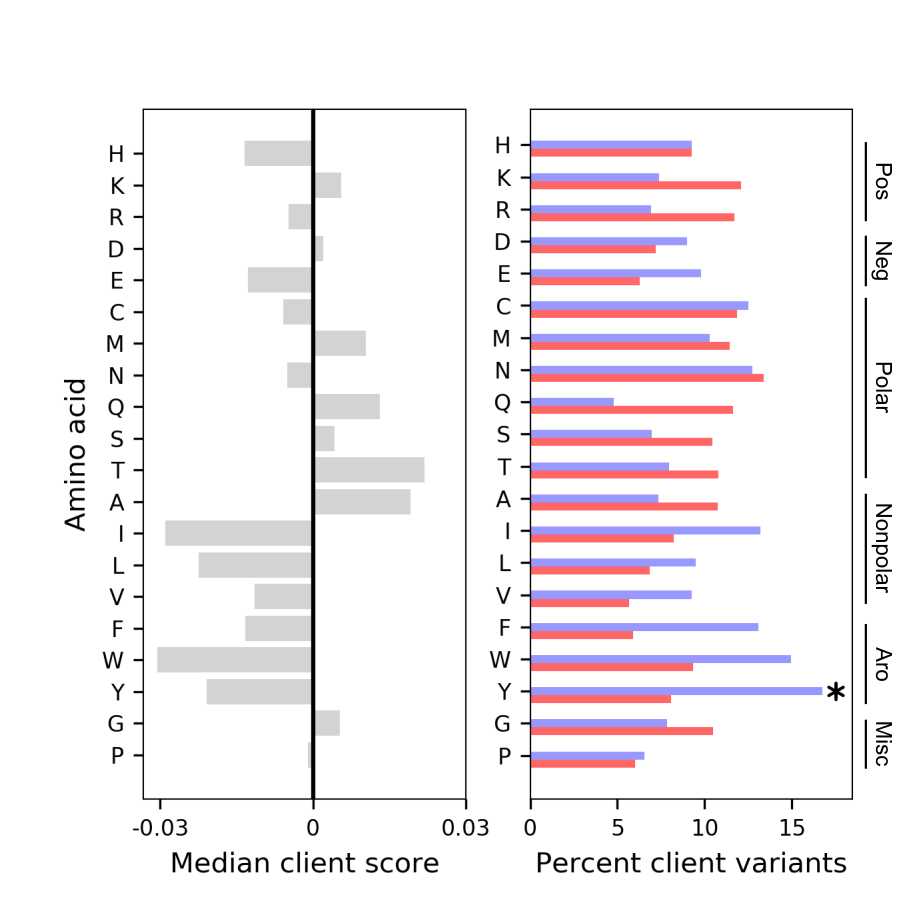 Amino acid
H
K
R
D
E
C
M
N
Q
S
T
A
I
L
V
F
W
Y
G
P
-0.03 0 0.03
Median client score
H
K
R
D
E
C
M
N
Q
S
T
A
I
L
V
F
W
Y
G
P
*
0 5 10 15
Percent client variants
Pos
Neg
Polar
Nonpolar
Aro
Misc